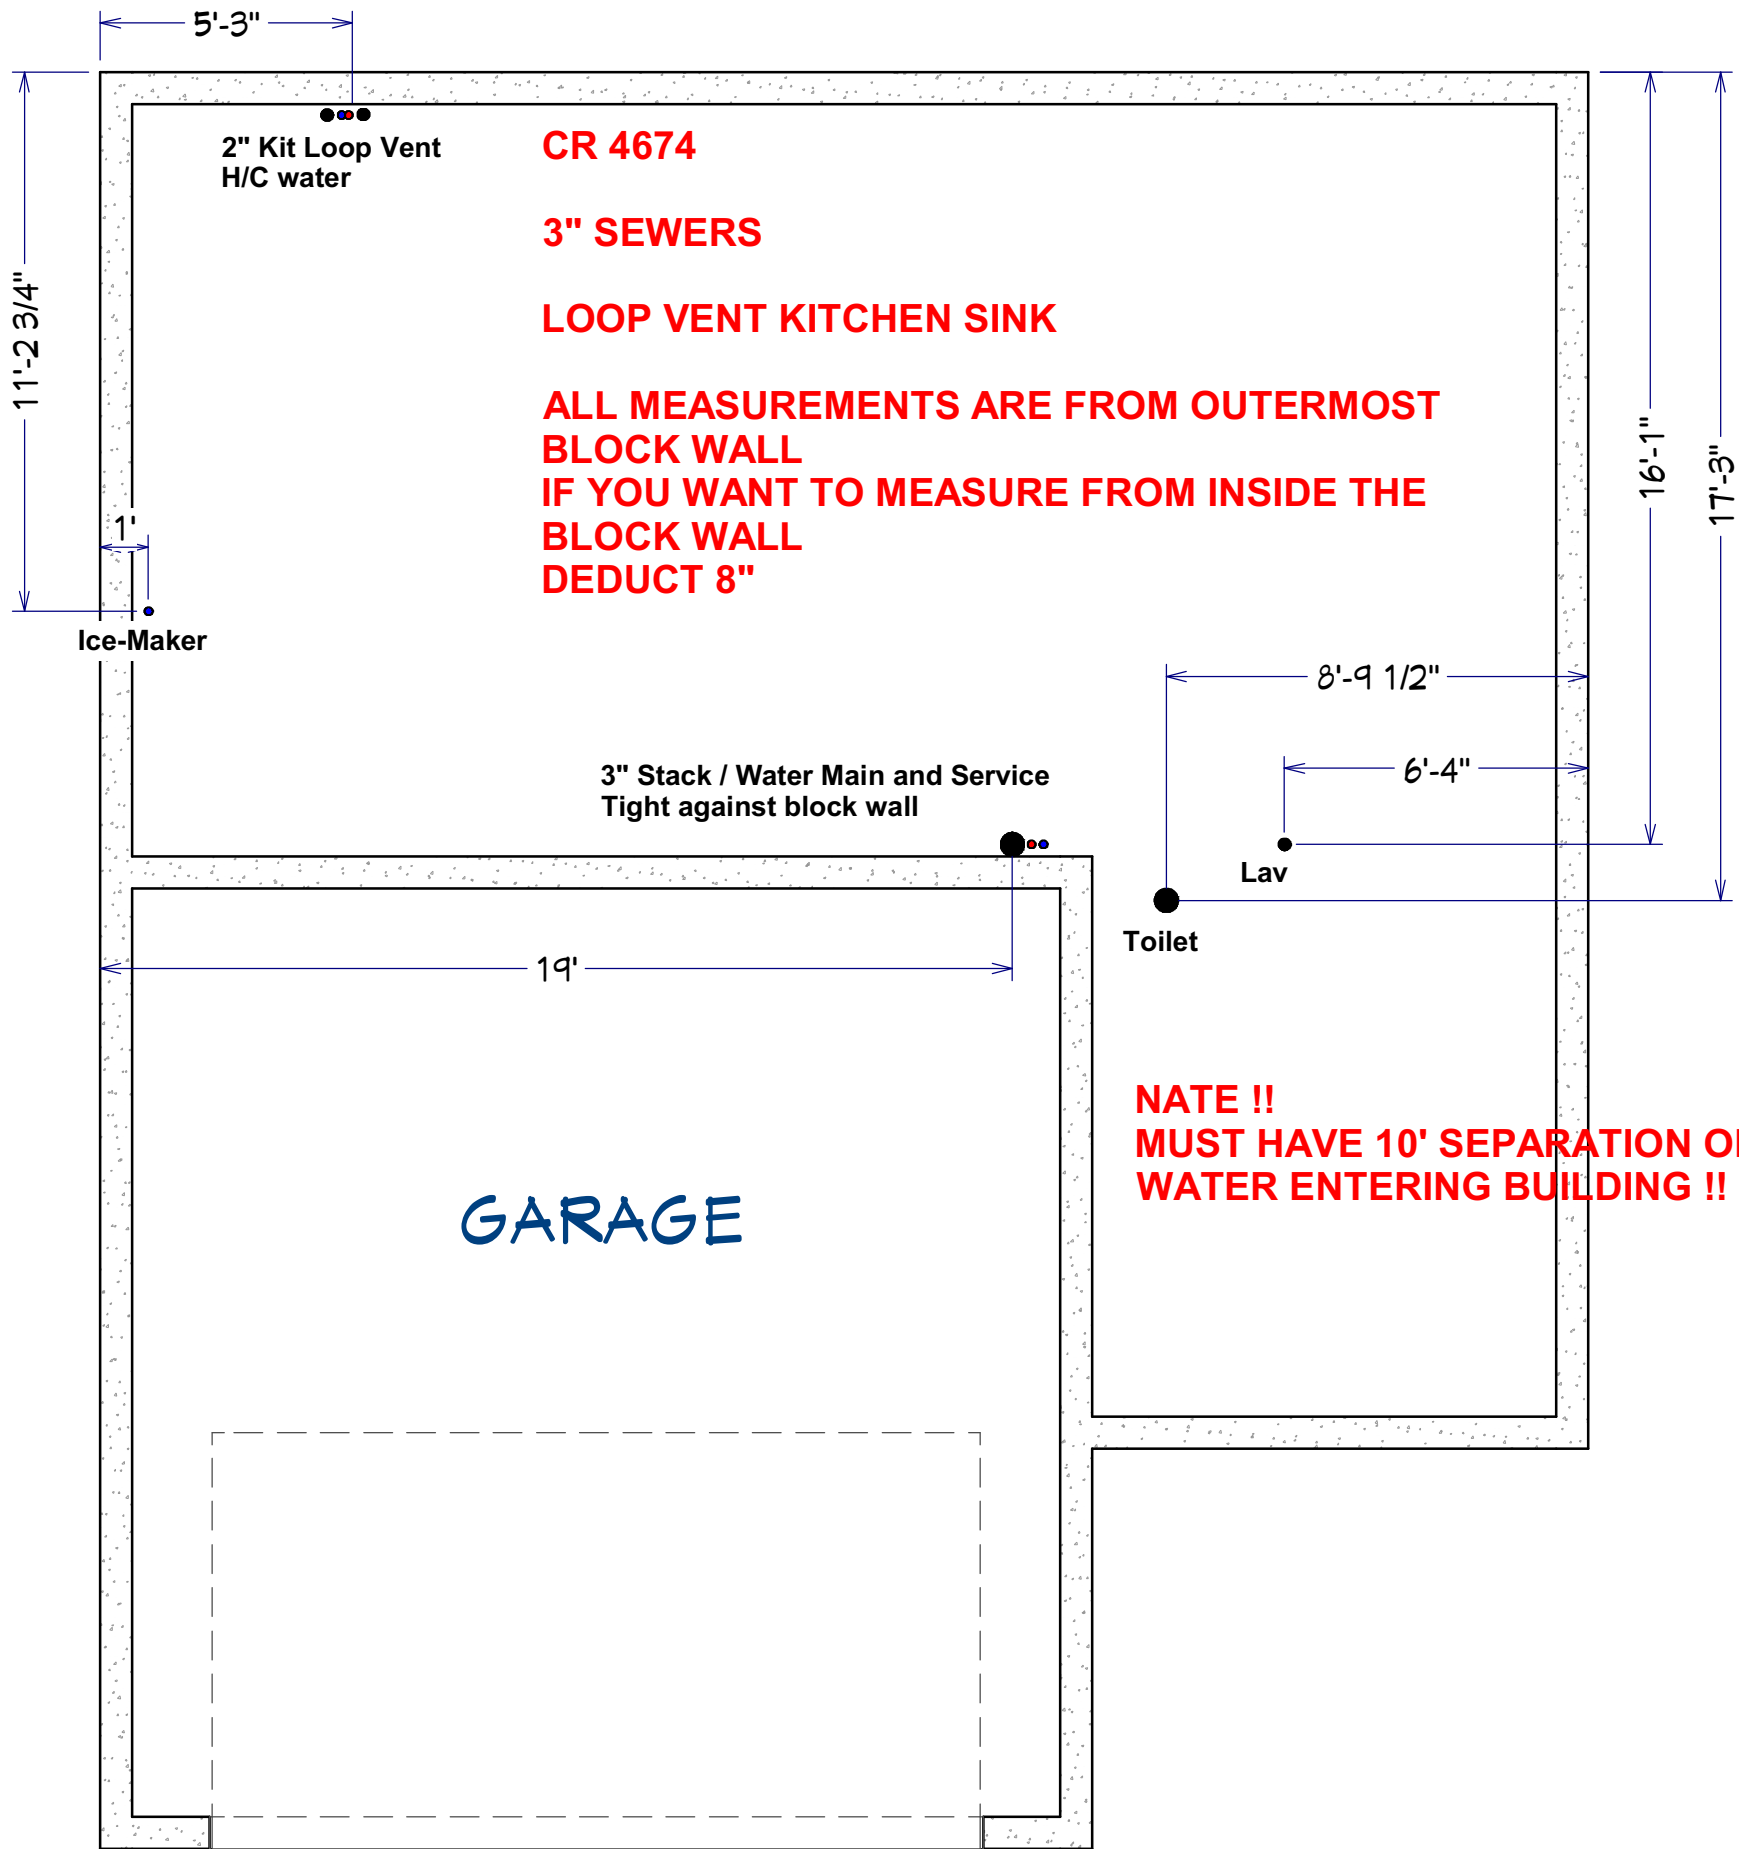 5'-3"
2" Kit Loop Vent
H/C water
CR 4674
3" SEWERS
LOOP VENT KITCHEN SINK
ALL MEASUREMENTS ARE FROM OUTERMOST
BLOCK WALL
IF YOU WANT TO MEASURE FROM INSIDE THE
BLOCK WALL
DEDUCT 8"
11'-2 3/4"
16'-1"
17'-3"
1'
Ice-Maker
8'-9 1/2"
6'-4"
3" Stack / Water Main and Service
Tight against block wall
Lav
Toilet
19'
NATE !!
MUST HAVE 10' SEPARATION
WATER ENTERING BUILDING !!
GARAGE